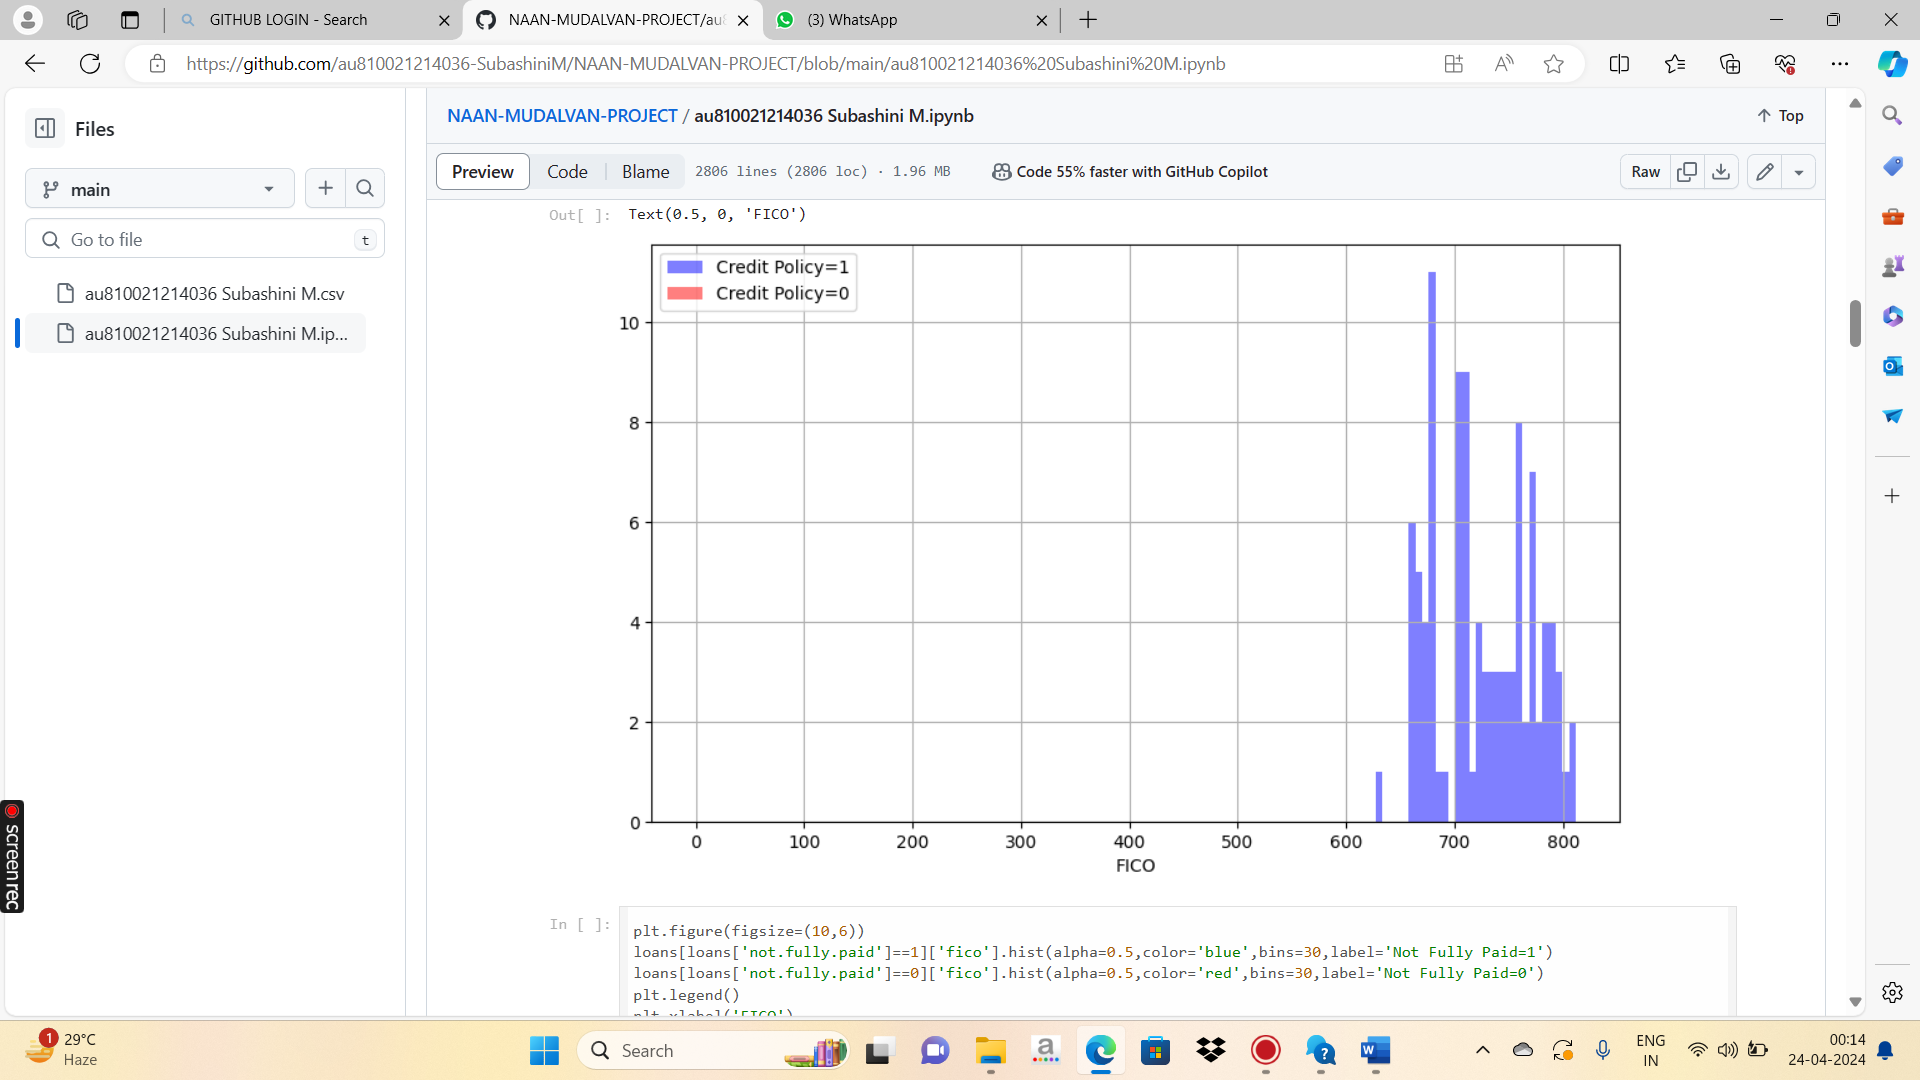 GITHUB LOGIN - Search
NAAN-MUDALVAN-PROJECT/au8
(3) WhatsApp
https://github.com/au810021214036-SubashiniM/NAAN-MUDALVAN-PROJECT/blob/main/au810021214036%20Subashini%20M.ipynb
Files
main
Go to file
t
au810021214036 Subashini M.csv
au810021214036 Subashini M.ip...
NAAN-MUDALVAN-PROJECT / au810021214036 Subashini M.ipynb
Top
Preview
Code
Blame
2806 lines (2806 loc) · 1.96 MB
Code 55% faster with GitHub Copilot
Raw
Out[ ]: Text(0.5, 0, 'FICO')
Credit Policy=1
Credit Policy=0
10
8
6
4
2
0
0 100 200 300 400 500 600 700 800
FICO
In [ ]:
plt.figure(figsize=(10,6))
loans[loans['not.fully.paid']==1]['fico'].hist(alpha=0.5,color='blue',bins=30,label='Not Fully Paid=1')
loans[loans['not.fully.paid']==0]['fico'].hist(alpha=0.5,color='red',bins=30,label='Not Fully Paid=0')
plt.legend()
plt.xlabel('FICO')
screenrec
1
29°C
Haze
Search
ENG
IN
00:14
24-04-2024